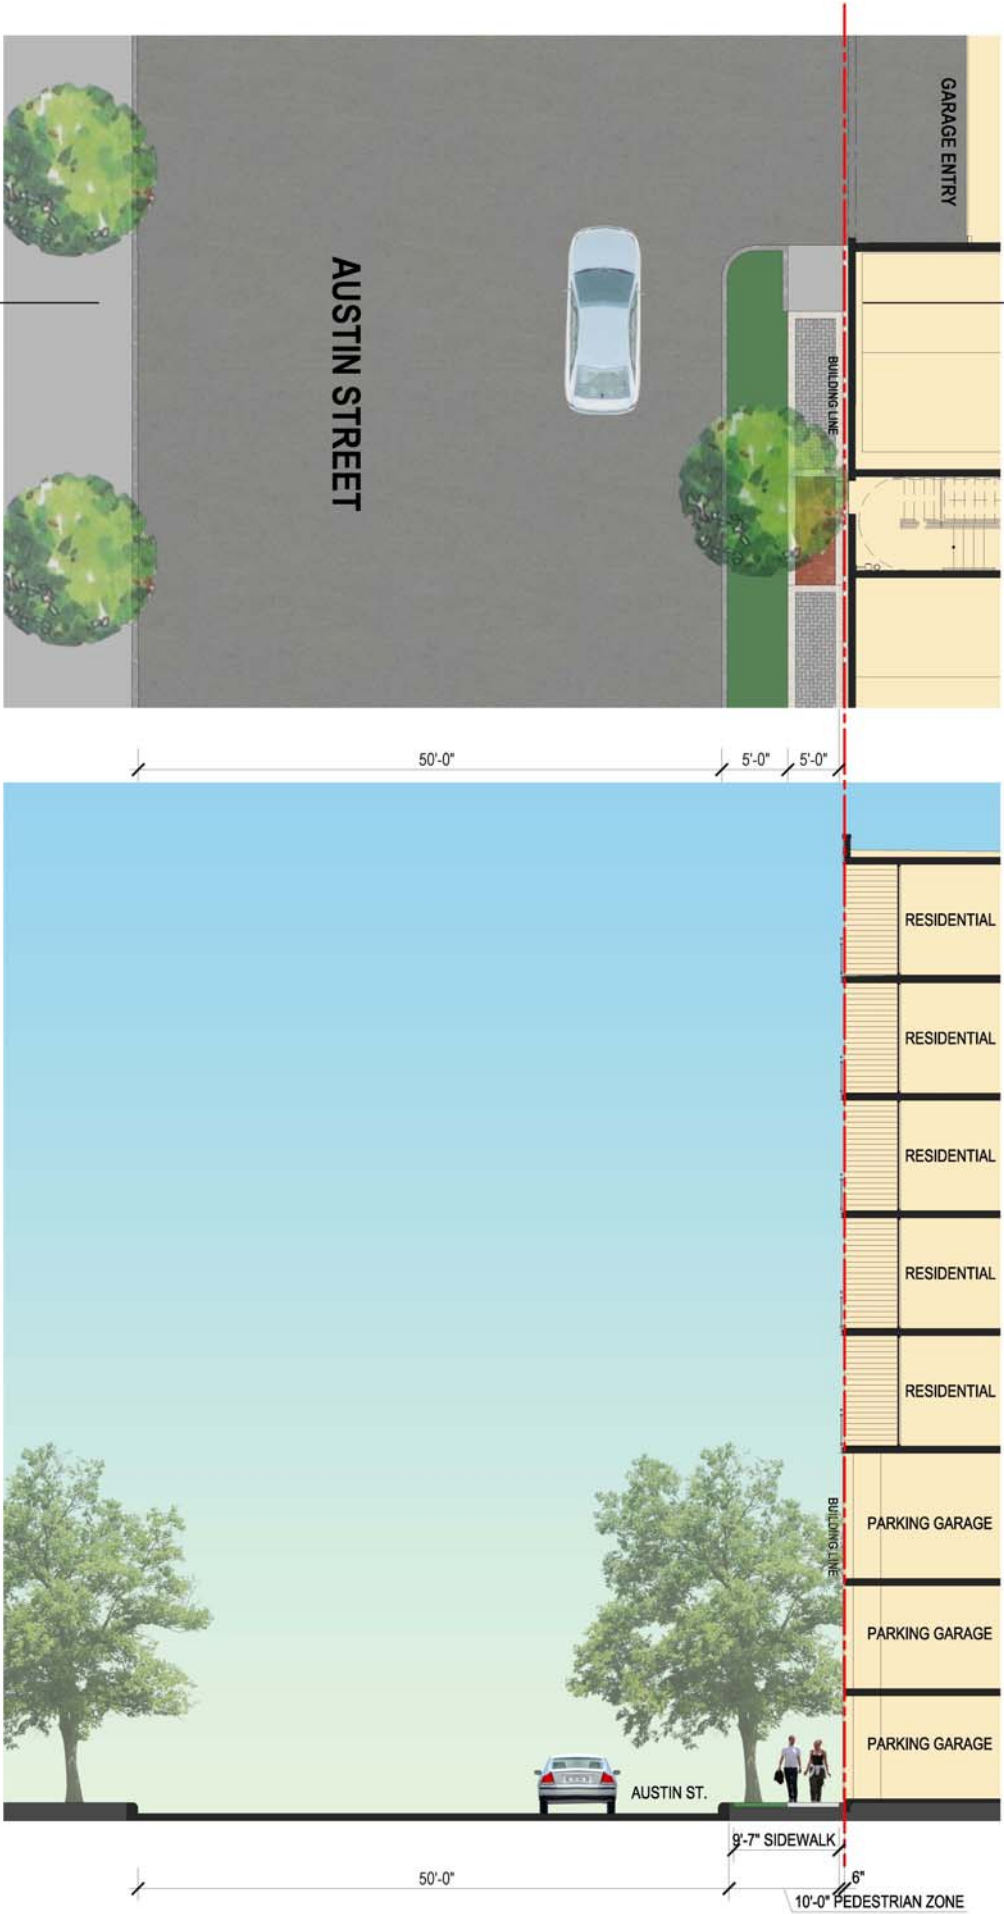 GARAGE ENTRY
AUSTIN STREET
BUILDING LINE
50'-0"
5'-0"
5'-0"
RESIDENTIAL
RESIDENTIAL
RESIDENTIAL
RESIDENTIAL
RESIDENTIAL
BUILDING LINE
PARKING GARAGE
PARKING GARAGE
PARKING GARAGE
AUSTIN ST.
9'-7" SIDEWALK
50'-0"
6"
10'-0" PEDESTRIAN ZONE